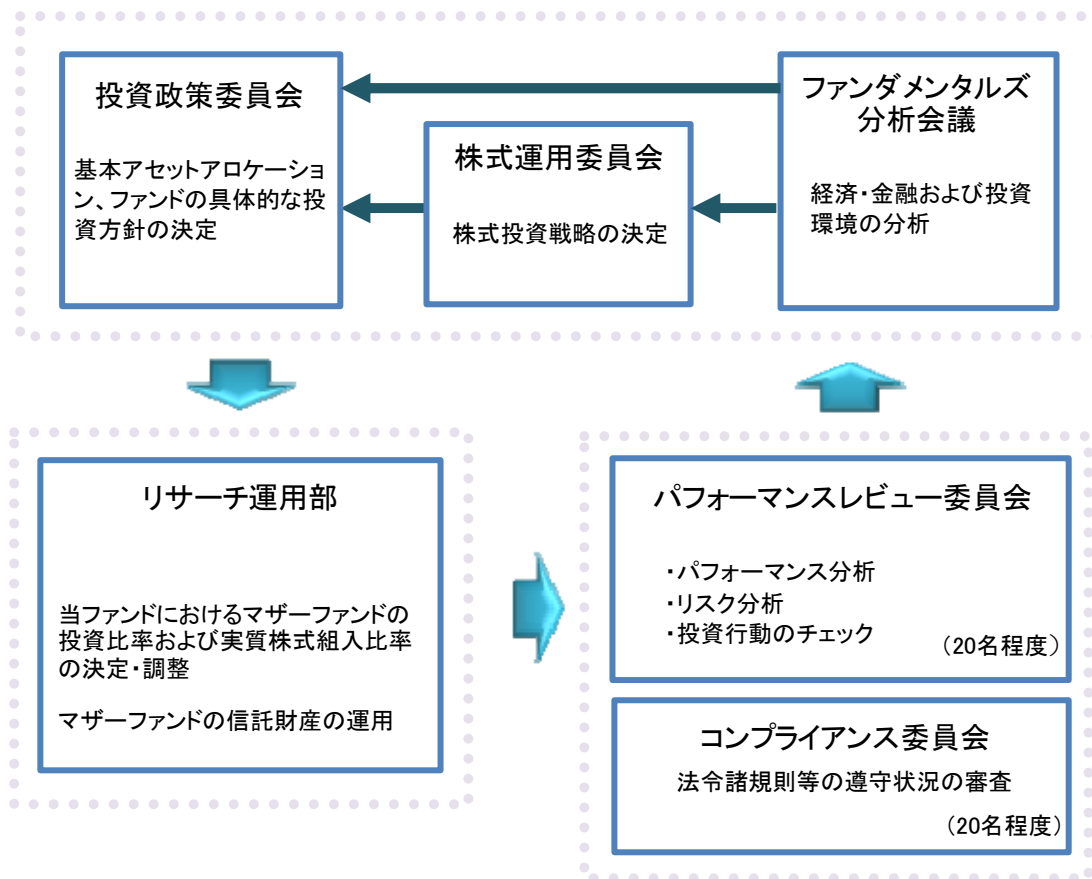 投資政策委員会
基本アセットアロケーショ
ン、ファンドの具体的な投
資方針の決定
株式運用委員会
株式投資戦略の決定
ファンダメンタルズ
分析会議
経済・金融および投資
環境の分析
リサーチ運用部
当ファンドにおけるマザーファンドの
投資比率および実質株式組入比率
の決定・調整
マザーファンドの信託財産の運用
パフォーマンスレビュー委員会
・パフォーマンス分析
・リスク分析
・投資行動のチェック
（20名程度）
コンプライアンス委員会
法令諸規則等の遵守状況の審査
（20名程度）